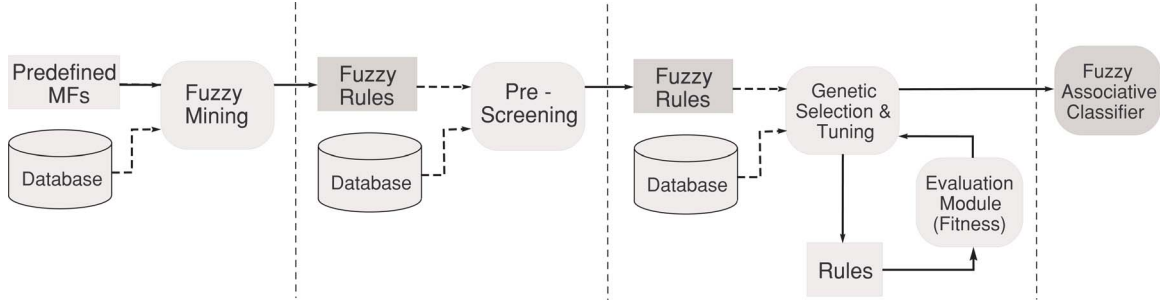 Predefined
MFs
Fuzzy
Mining
Database
Fuzzy
Rules
Pre -
Screening
Database
Fuzzy
Rules
Genetic
Selection &
Tuning
Database
Rules
Evaluation
Module
(Fitness)
Fuzzy
Associative
Classifier